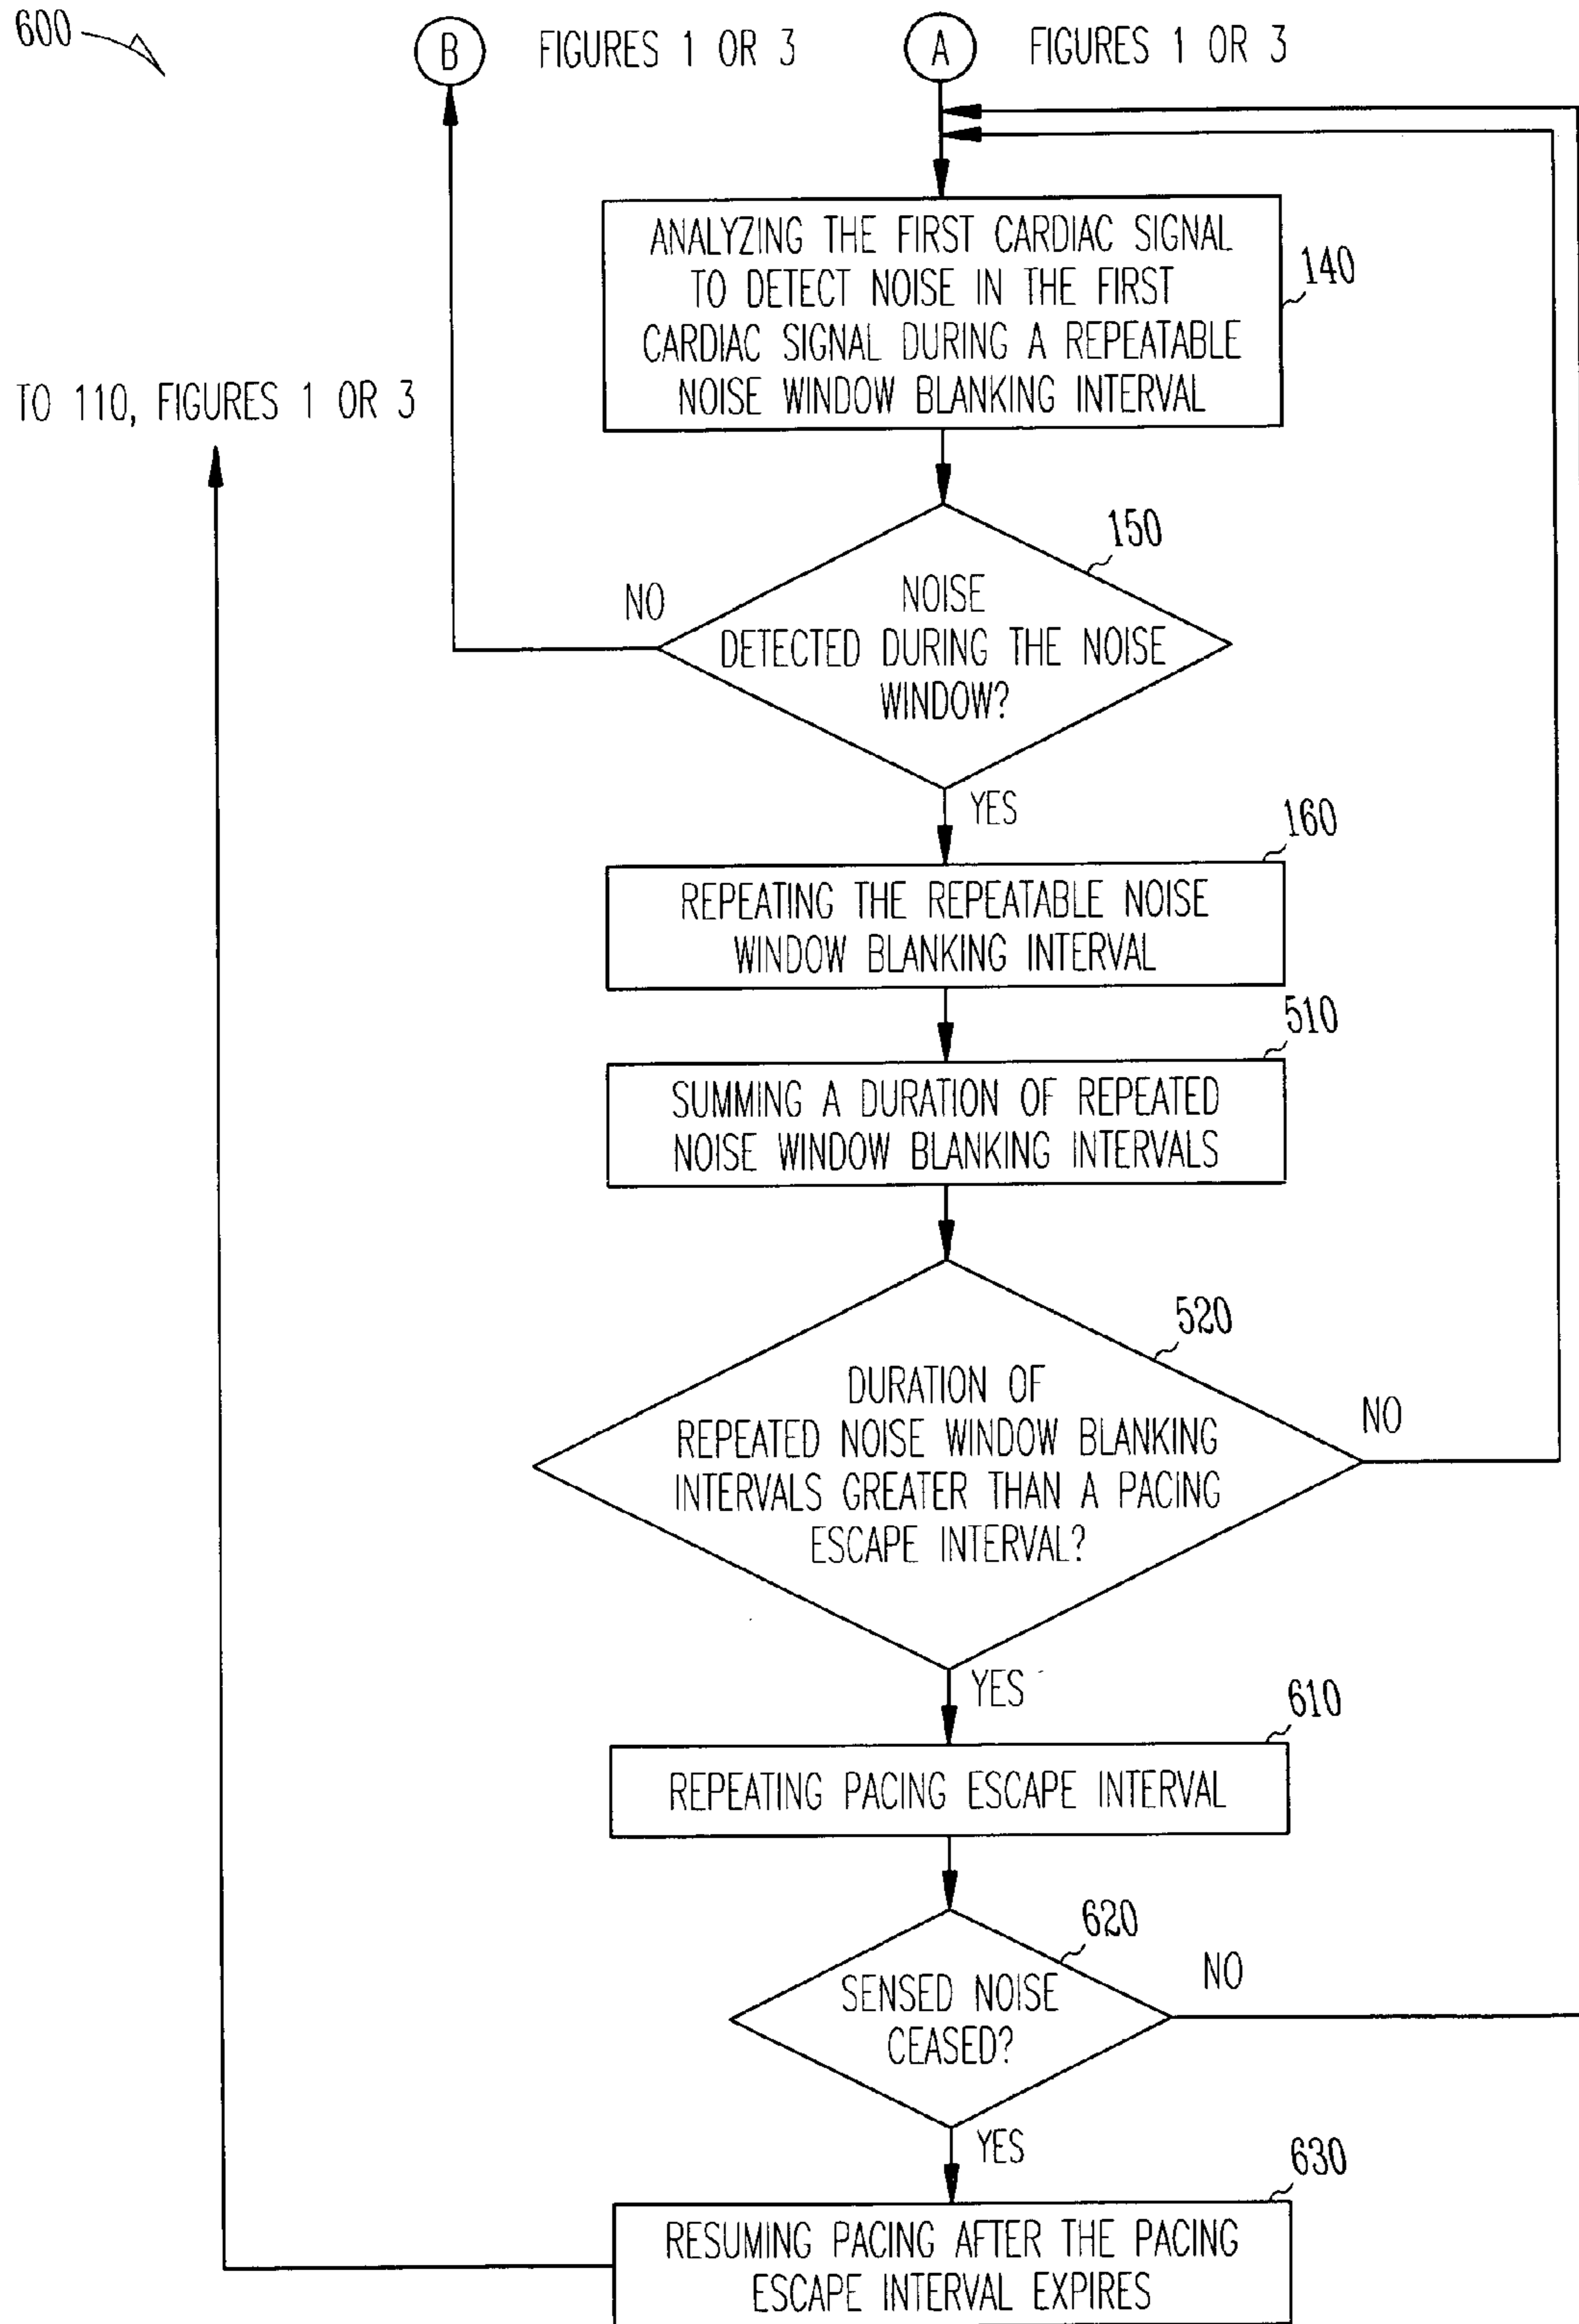 600
B FIGURES 1 OR 3
A FIGURES 1 OR 3
ANALYZING THE FIRST CARDIAC SIGNAL
TO DETECT NOISE IN THE FIRST
CARDIAC SIGNAL DURING A REPEATABLE
NOISE WINDOW BLANKING INTERVAL
140
TO 110, FIGURES 1 OR 3
150
NO
NOISE
DETECTED DURING THE NOISE
WINDOW?
YES
160
REPEATING THE REPEATABLE NOISE
WINDOW BLANKING INTERVAL
510
SUMMING A DURATION OF REPEATED
NOISE WINDOW BLANKING INTERVALS
520
DURATION OF
REPEATED NOISE WINDOW BLANKING
INTERVALS GREATER THAN A PACING
ESCAPE INTERVAL?
NO
YES
610
REPEATING PACING ESCAPE INTERVAL
620
SENSED NOISE
CEASED?
NO
YES
630
RESUMING PACING AFTER THE PACING
ESCAPE INTERVAL EXPIRES